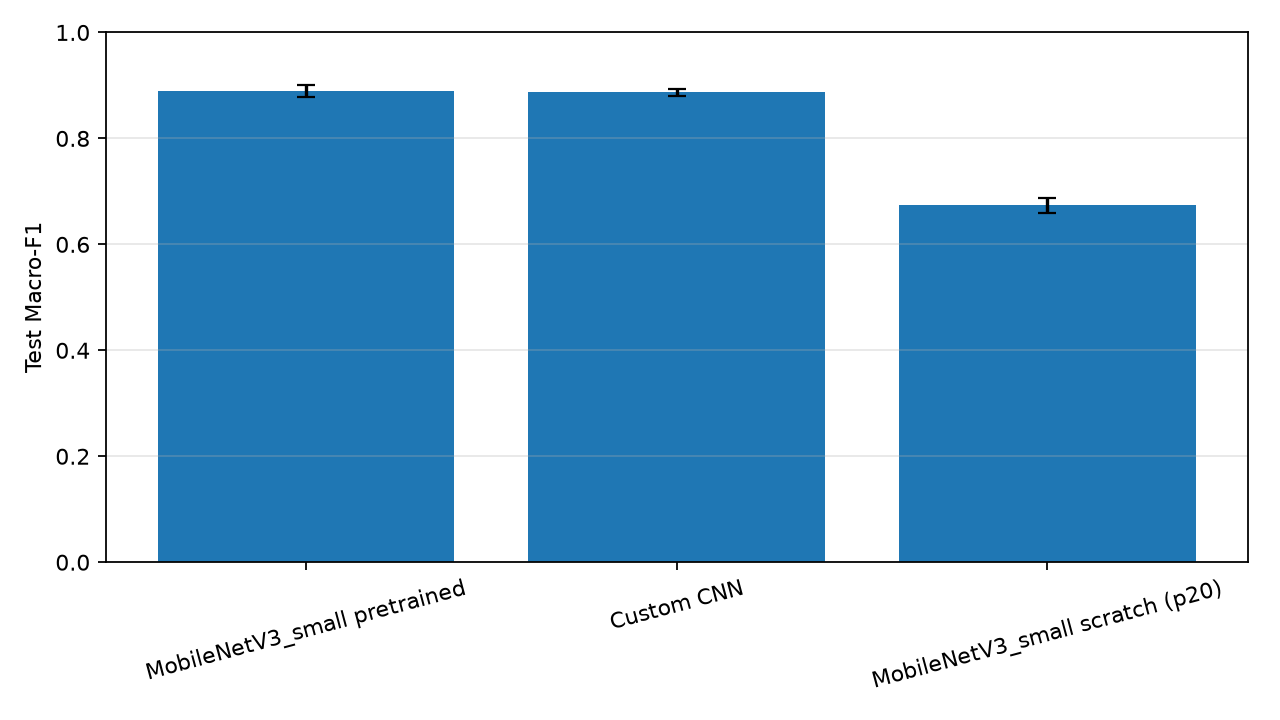 Test Macro-F1
1.0
0.8
0.6
0.4
0.2
0.0
MobileNetV3_small pretrained
Custom CNN
MobileNetV3_small scratch (p20)